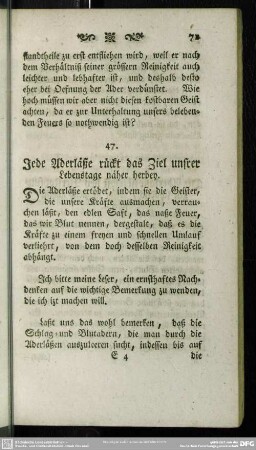 71
standtheile zu erst entfliehen wird, weil er nach
dem Verhältniß seiner grössern Reinigkeit auch
leichter und lebhafter ist, und deshalb desto
eher bei Oefnung der Ader verdünstet. Wie
hoch müssen wir aber nicht diesen kostbaren Geist
achten, da er zur Unterhaltung unsers beleben-
den Feuers so nothwendig ist?
47.
Jede Aderläße rückt das Ziel unsrer
Lebenstage näher herbey.
Die Aderläße ertödet, indem sie die Geister,
die unsere Kräfte ausmachen, verrau-
chen läßt, den edlen Saft, das naße Feuer,
das wir Blut nennen, dergestalt, daß es die
Kräfte zu einem freyen und schnellen Umlauf
verliehrt, von dem doch desselben Reinigkeit
abhängt.
Ich bitte meine Leser, ein ernsthaftes Nach-
denken auf die wichtige Bemerkung zu wenden,
die ich izt machen will.
Laßt uns das wohl bemerken, daß die
Schlag- und Blutadern, die man durch die
Aderläßen auszuleeren sucht, indessen bis auf
E 4 die
DFG